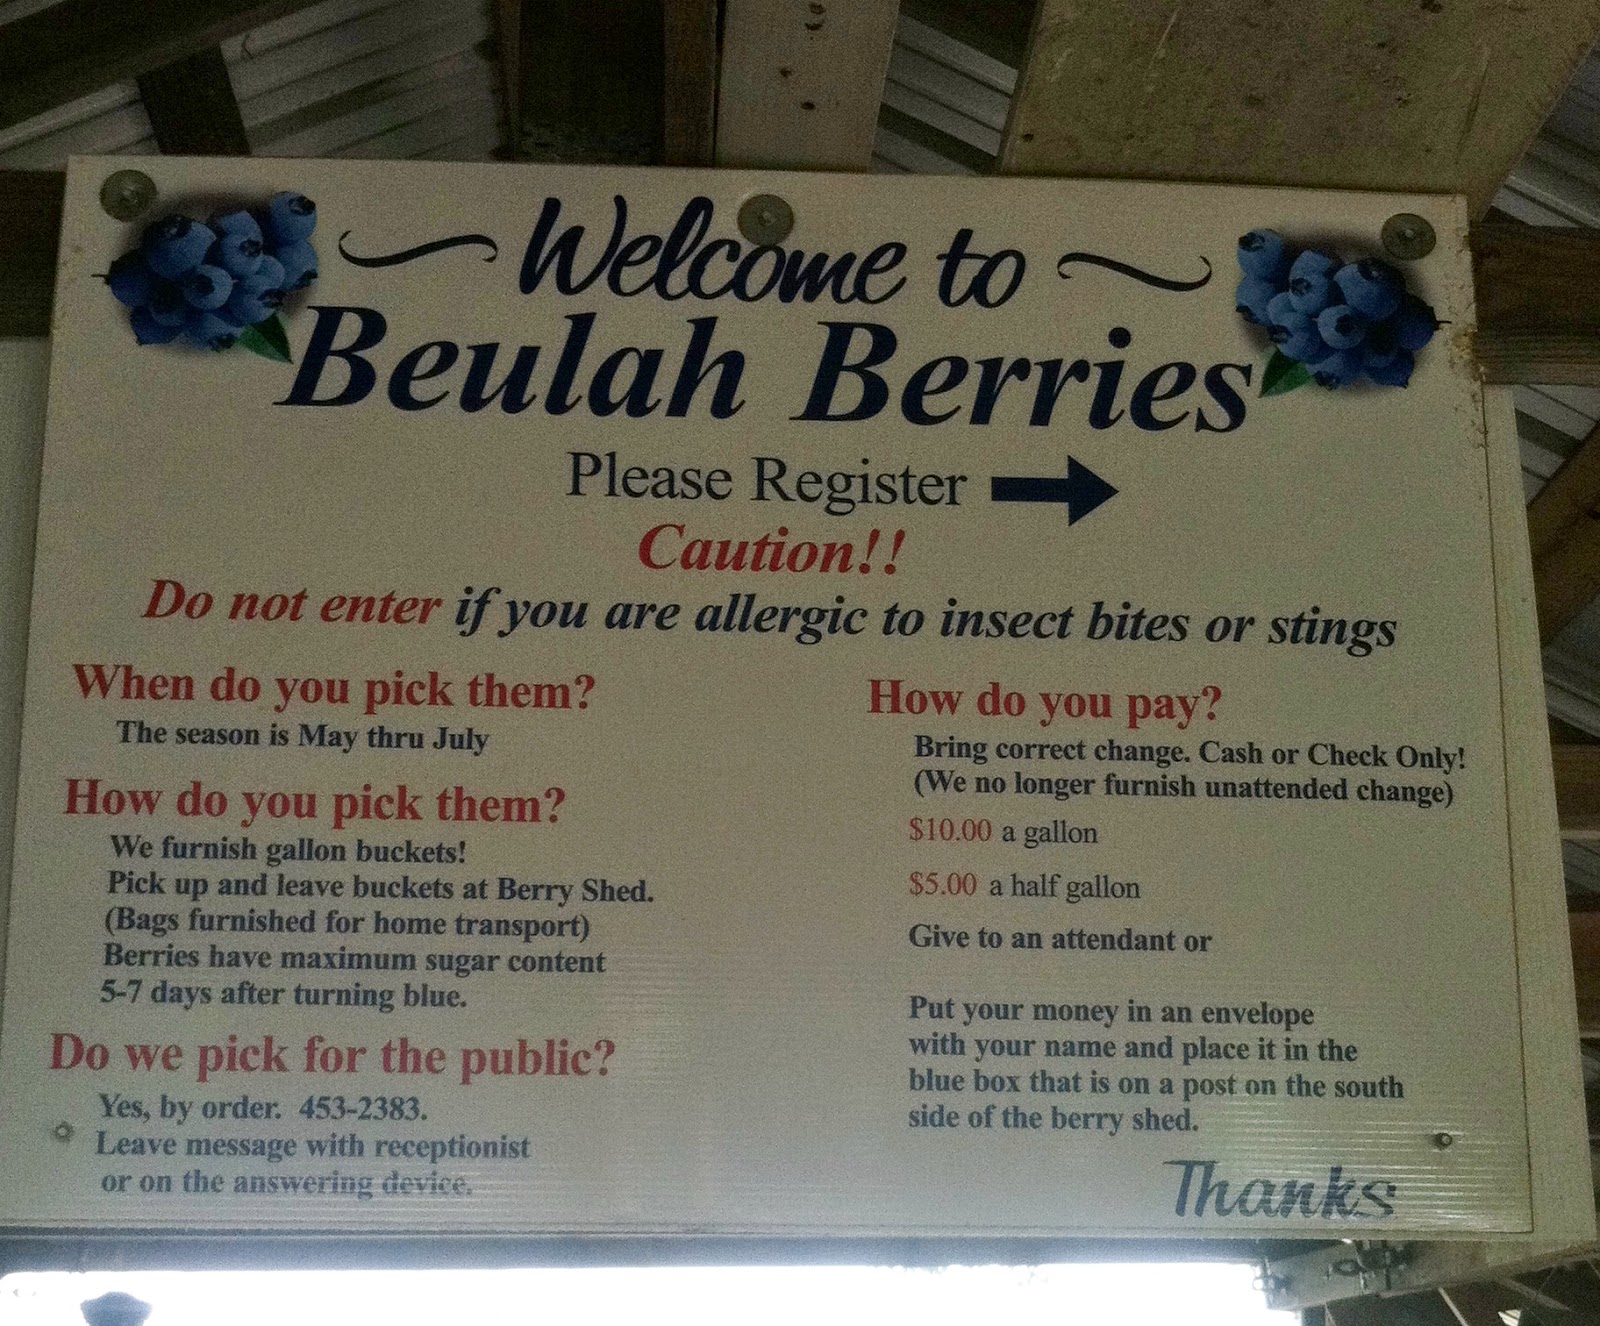 Welcome to
Beulah Berries
Please Register
Caution!!
Do not enter if you are allergic to insect bites or stings
When do you pick them?
The season is May thru July
How do you pick them?
We furnish gallon buckets!
Pick up and leave buckets at Berry Shed.
(Bags furnished for home transport)
Berries have maximum sugar content
5-7 days after turning blue.
Do we pick for the public?
Yes, by order. 453-2383.
Leave message with receptionist
or on the answering device.
How do you pay?
Bring correct change. Cash or Check Only!
(We no longer furnish unattended change)
$10.00 a gallon
$5.00 a half gallon
Give to an attendant or
Put your money in an envelope
with your name and place it in the
blue box that is on a post on the south
side of the berry shed.
Thanks